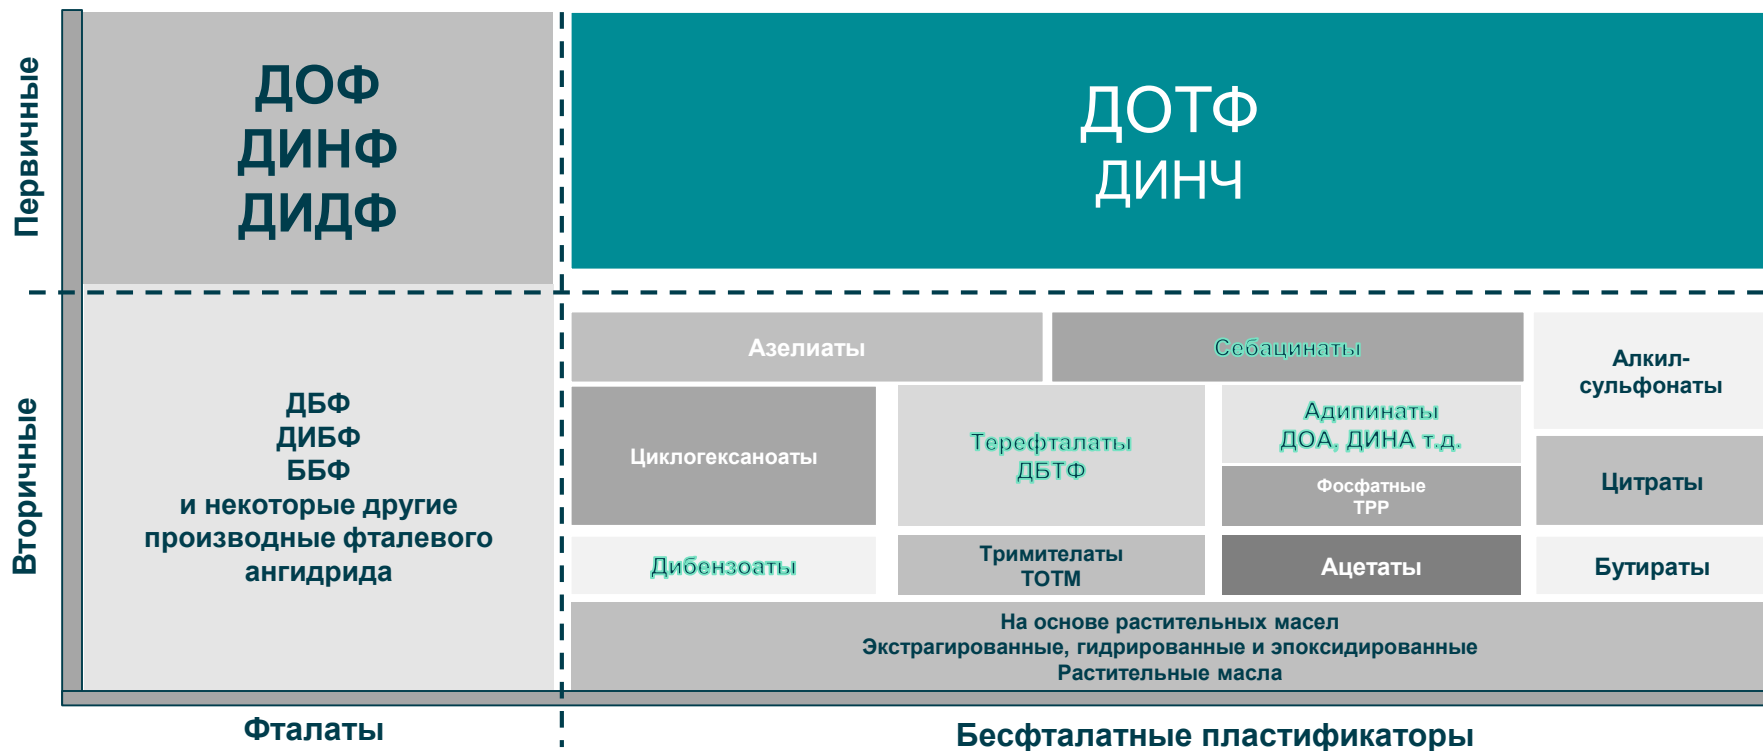 Первичные
ДОФ
ДИНФ
ДИДФ
ДОТФ
ДИНЧ
Вторичные
ДБФ
ДИБФ
ББФ
и некоторые другие
производные фталевого
ангидрида
Азелиаты
Себацинаты
Алкил-
сульфонаты
Циклогексаноаты
Терефталаты
ДБТФ
Адипинаты
ДОА, ДИНА т.д.
Фосфатные
TPP
Цитраты
Дибензоаты
Тримителаты
ТОТМ
Ацетаты
Бутираты
На основе растительных масел
Экстрагированные, гидрированные и эпоксидированные
Растительные масла
Фталаты
Бесфталатные пластификаторы